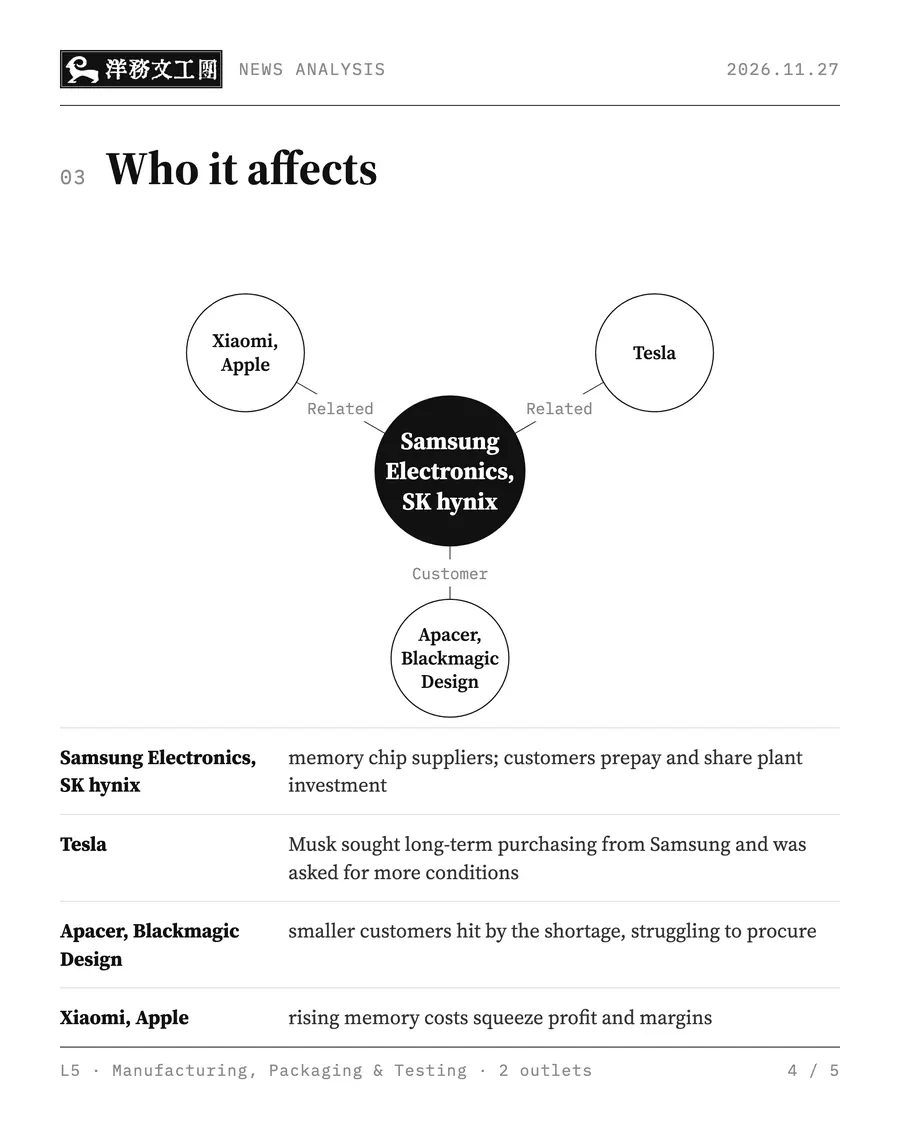 洋務文工團 NEWS ANALYSIS 2026.11.27
03 Who it affects
Xiaomi,
Apple
Tesla
Related
Related
Samsung
Electronics,
SK hynix
Customer
Apacer,
Blackmagic
Design
Samsung Electronics, memory chip suppliers; customers prepay and share plant
SK hynix investment
Tesla Musk sought long-term purchasing from Samsung and was
asked for more conditions
Apacer, Blackmagic smaller customers hit by the shortage, struggling to procure
Design
Xiaomi, Apple rising memory costs squeeze profit and margins
L5 · Manufacturing, Packaging & Testing · 2 outlets 4 / 5